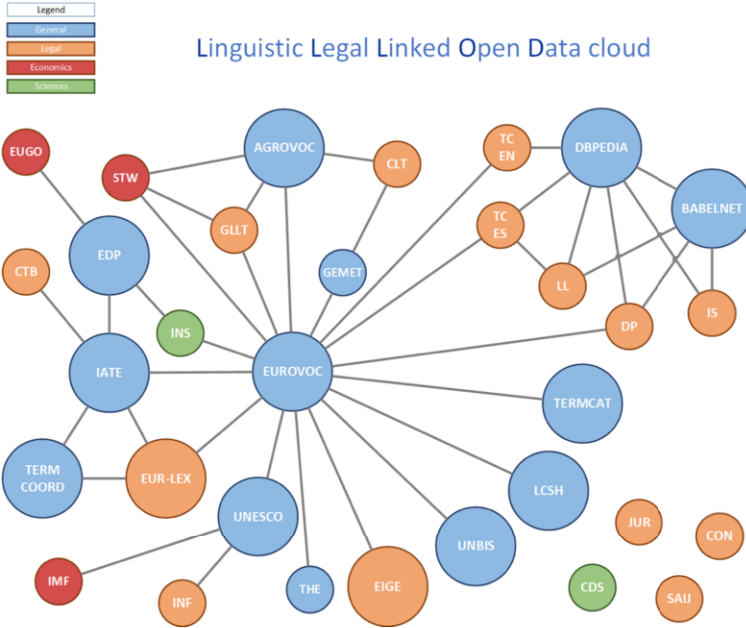 Legend
General
Legal
Economics
Sciences
Linguistic Legal Linked Open Data cloud
EUGO
STW
AGROVOC
CLT
TC
EN
DBPEDIA
BABELNET
EDP
GLLT
TC
ES
CTB
GEMET
LL
INS
DP
IS
IATE
EUROVOC
TERMCAT
TERM
COORD
EUR-LEX
LCSH
UNESCO
UNBIS
JUR
CON
IMF
INF
THE
EIGE
CDS
SAIJ